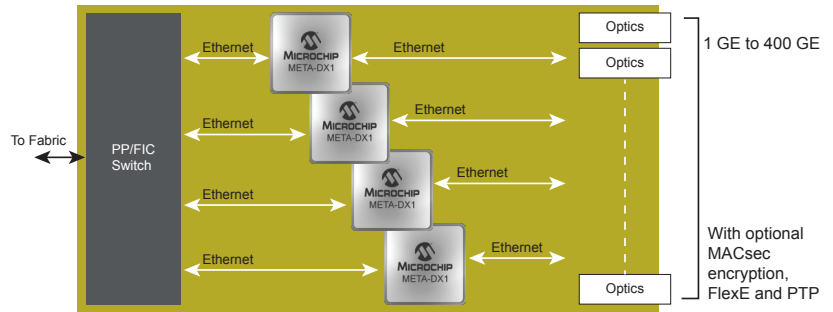 Optics
Ethernet
Ethernet
1 GE to 400 GE
MICROCHIP
META-DX1
Optics
Ethernet
Ethernet
MICROCHIP
META-DX1
To Fabric
PP/FIC
Switch
Ethernet
Ethernet
MICROCHIP
META-DX1
Ethernet
Ethernet
MICROCHIP
META-DX1
Optics
With optional
MACsec
encryption,
FlexE and PTP